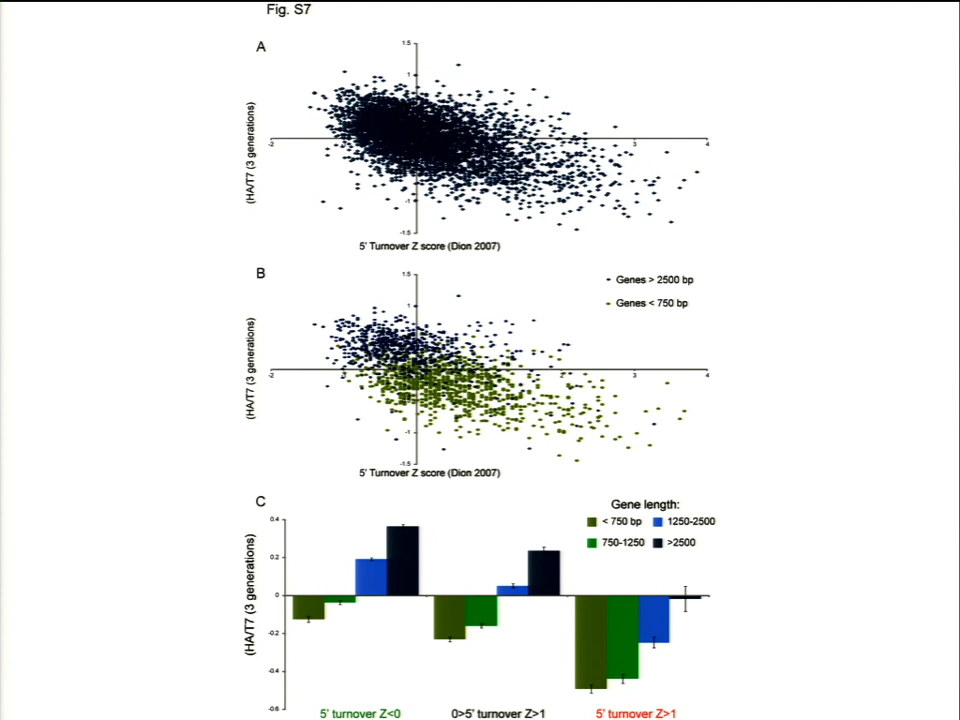 Fig. S7
A
1.5
1
-2
3
4
-1
-1.5
(HA/T7 (3 generations)
5' Turnover Z score (Dion 2007)
B
1.5
1
Genes > 2500 bp
Genes < 750 bp
-2
2
3
4
-1
-1.5
(HA/T7 (3 generations)
5' Turnover Z score (Dion 2007)
C
Gene length:
< 750 bp
1250-2500
750-1250
>2500
0.4
0.2
0
-0.2
-0.4
-0.6
(HA/T7 (3 generations)
5' turnover Z<0
0>5' turnover Z>1
5' turnover Z>1